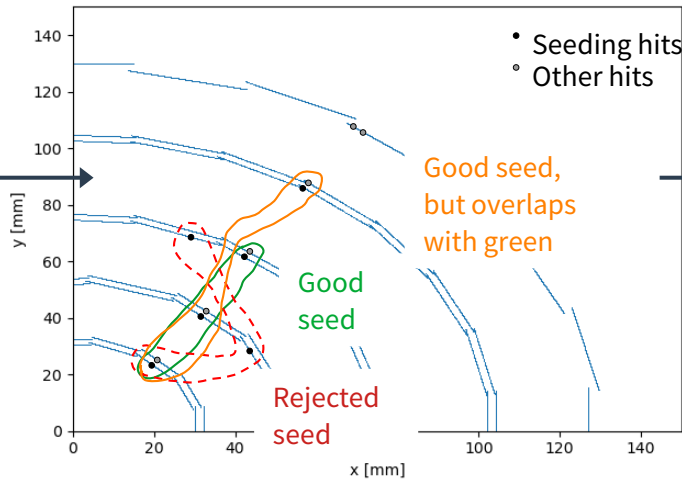 140
120
100
80
60
40
20
0
y [mm]
0
20
40
100
120
140
x [mm]
Seeding hits
Other hits
Good seed,
but overlaps
with green
Good
seed
Rejected
seed